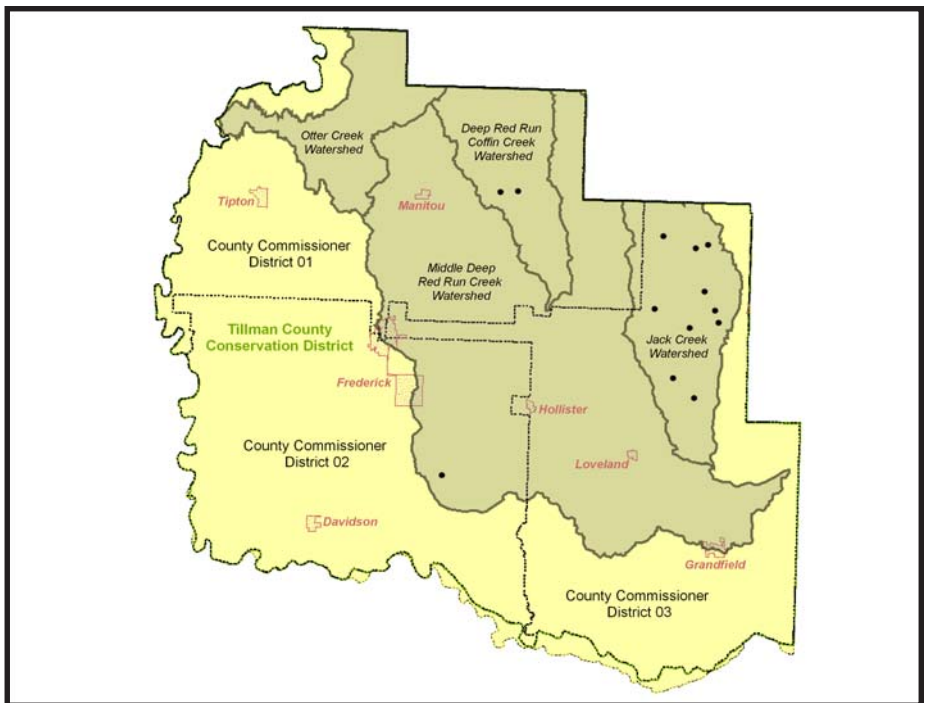 Otter Creek
Watershed
Deep Red Run
Coffin Creek
Watershed
Tipton
Manitou
County Commissioner
District 01
Middle Deep
Red Run Creek
Watershed
Tillman County
Conservation District
Jack Creek
Watershed
Frederick
Hollister
County Commissioner
District 02
Loveland
Davidson
Grandfield
County Commissioner
District 03